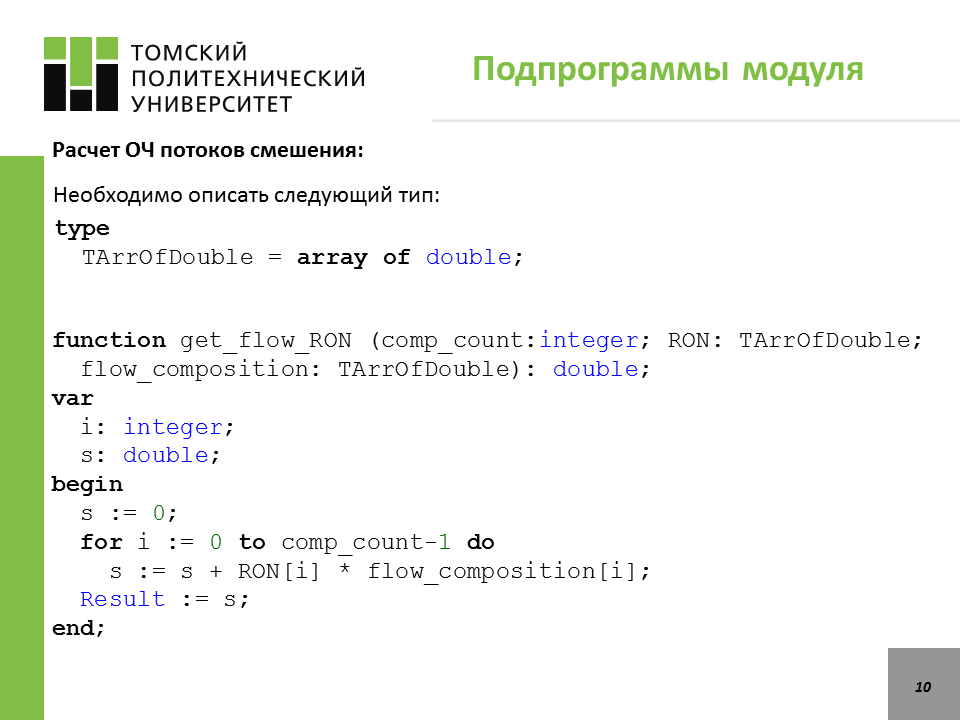 ТОМСКИЙ
ПОЛИТЕХНИЧЕСКИЙ
УНИВЕРСИТЕТ
Подпрограммы модуля
Расчет ОЧ потоков смешения:
Необходимо описать следующий тип:
type
  TArrOfDouble = array of double;
function get_flow_RON (comp_count:integer; RON: TArrOfDouble;
  flow_composition: TArrOfDouble): double;
var
  i: integer;
  s: double;
begin
  s := 0;
  for i := 0 to comp_count-1 do
    s := s + RON[i] * flow_composition[i];
  Result := s;
end;
10